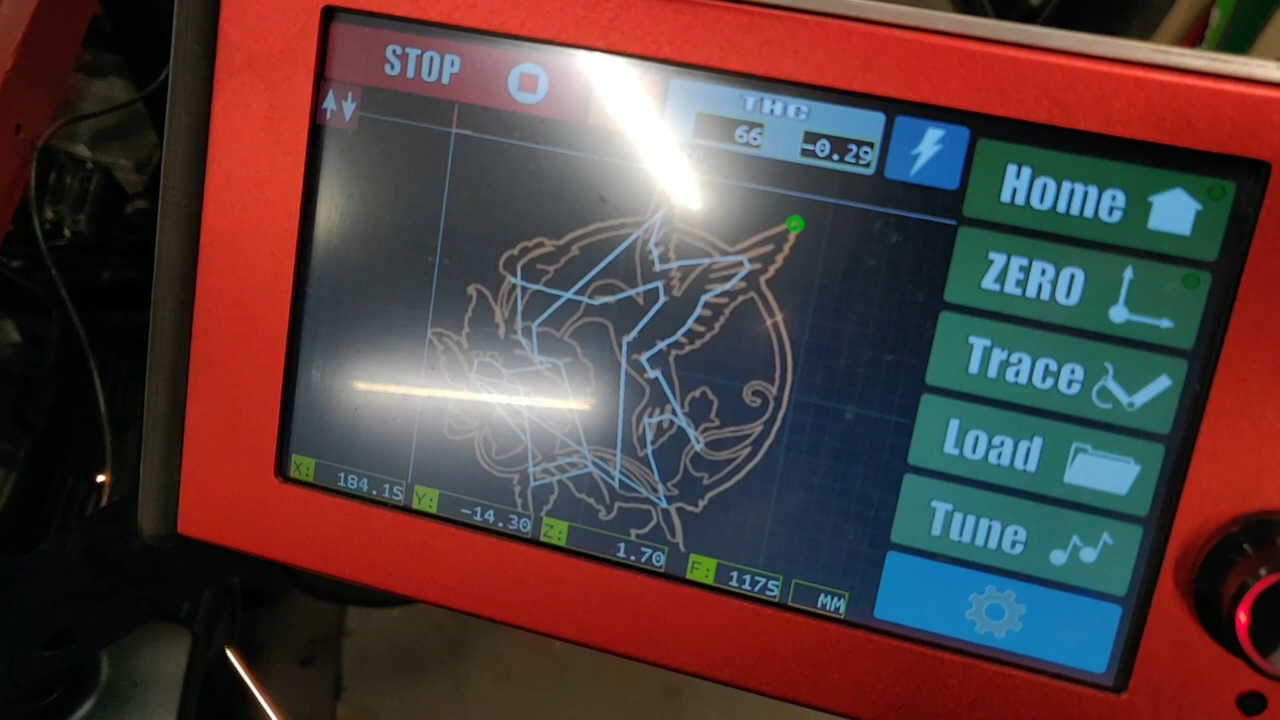 STOP
THC
66 -0.29
Home
ZERO
Trace
Load
Tune
X: 184.15 Y: -14.30 Z: 1.70 F: 1175 MM